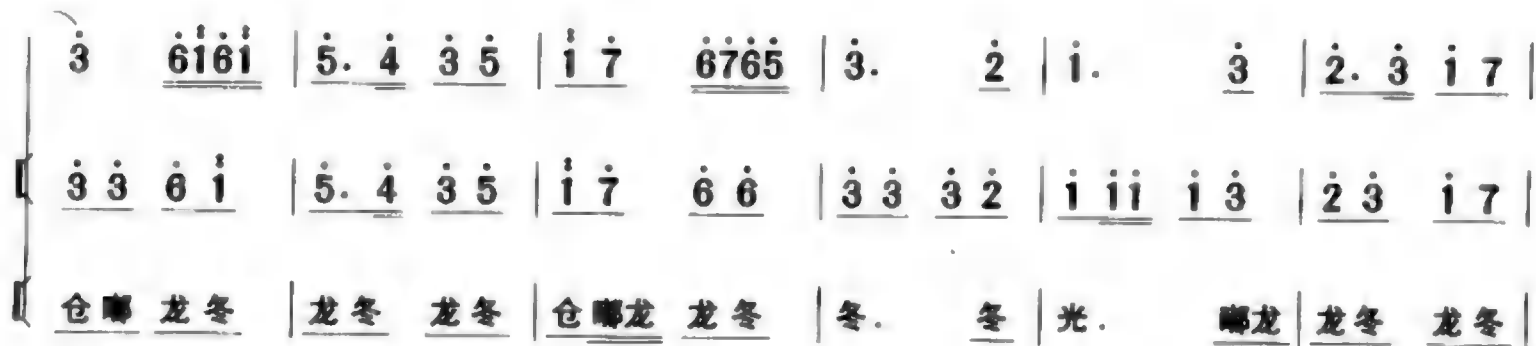 3 6161 | 5. 4 3 5 | 1 7 6765 | 3. 2 | 1. 3 | 2. 3 1 7 |
3 3 6 1 | 5. 4 3 5 | 1 7 6 6 | 3 3 3 2 | 1 11 1 3 | 2 3 1 7 |
仓 龙冬 | 龙冬 龙冬 | 仓 龙 龙冬 | 冬. 冬 | 光. 龙 | 龙冬 龙冬 |